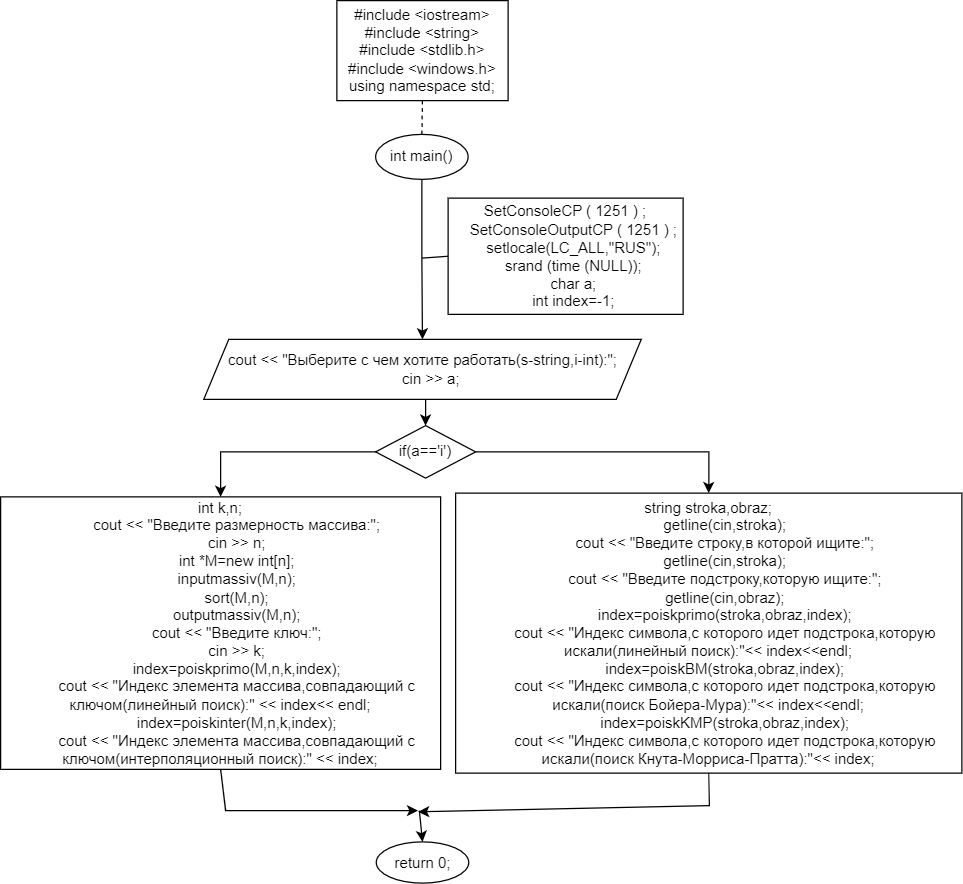 #include <iostream>
#include <string>
#include <stdlib.h>
#include <windows.h>
using namespace std;
int main()
SetConsoleCP ( 1251 ) ;
SetConsoleOutputCP ( 1251 ) ;
setlocale(LC_ALL,"RUS");
srand (time (NULL));
char a;
int index=-1;
cout << "Выберите с чем хотите работать(s-string,i-int):";
cin >> a;
if(a=='i')
int k,n;
cout << "Введите размерность массива:";
cin >> n;
int *M=new int[n];
inputmassiv(M,n);
sort(M,n);
outputmassiv(M,n);
cout << "Введите ключ:";
cin >> k;
index=poiskprimo(M,n,k,index);
cout << "Индекс элемента массива,совпадающий с
ключом(линейный поиск):" << index<< endl;
index=poiskinter(M,n,k,index);
cout << "Индекс элемента массива,совпадающий с
ключом(интерполяционный поиск):" << index;
string stroka,obraz;
getline(cin,stroka);
cout << "Введите строку,в которой ищите:";
getline(cin,stroka);
cout << "Введите подстроку,которую ищите:";
getline(cin,obraz);
index=poiskprimo(stroka,obraz,index);
cout << "Индекс символа,с которого идет подстрока,которую
искали(линейный поиск):"<< index<<endl;
index=poiskBM(stroka,obraz,index);
cout << "Индекс символа,с которого идет подстрока,которую
искали(поиск Бойера-Мура):"<< index<<endl;
index=poiskKMP(stroka,obraz,index);
cout << "Индекс символа,с которого идет подстрока,которую
искали(поиск Кнута-Морриса-Пратта):"<< index;
return 0;